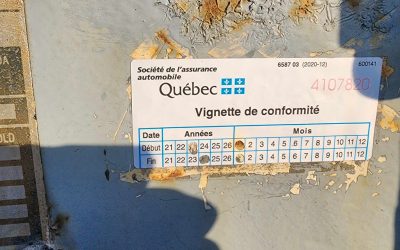 Société de l'assurance
automobile
6587 03 (2020-12)
600141
Québec
4107820
Vignette de conformité
Date Années Mois
Début 21 22 24 25 26 2 3 4 5 6 7 8 9 10 11 12
Fin 21 22 23 25 26 2 3 4 5 6 7 8 9 10 11 12